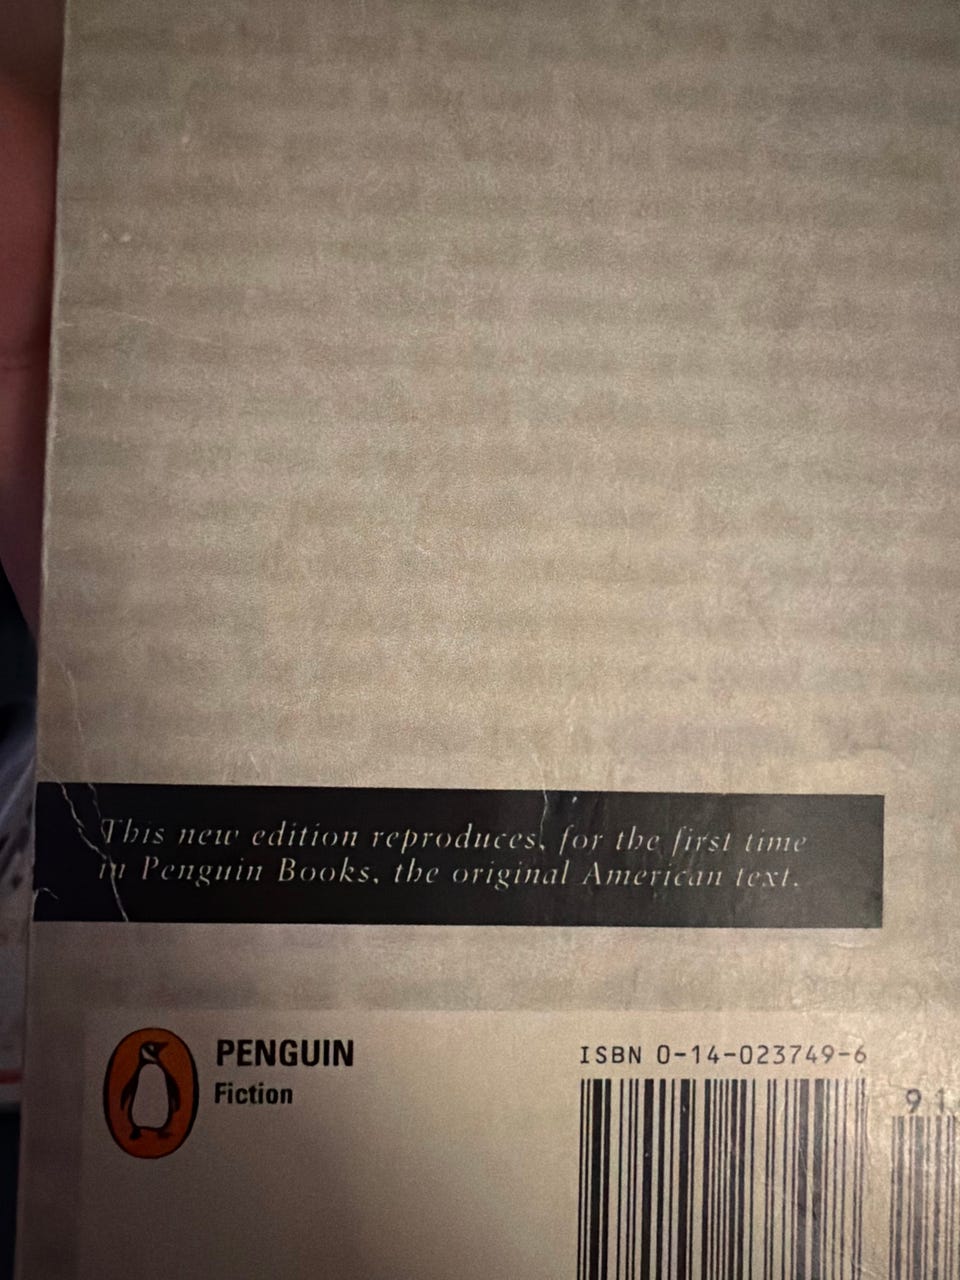 This new edition reproduces, for the first time
in Penguin Books, the original American text.
PENGUIN
Fiction
ISBN 0-14-023749-6
91